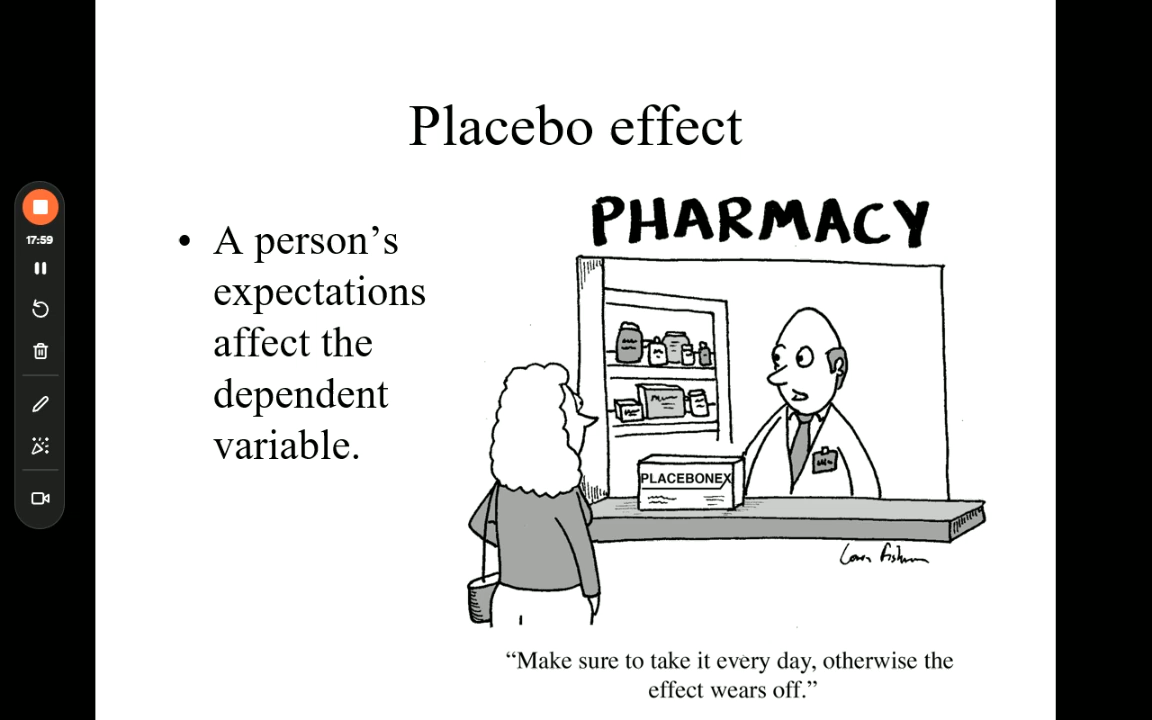 Placebo effect
17:59
• A person’s
expectations
affect the
dependent
variable.
PHARMACY
PLACEBONEX
“Make sure to take it every day, otherwise the
effect wears off.”